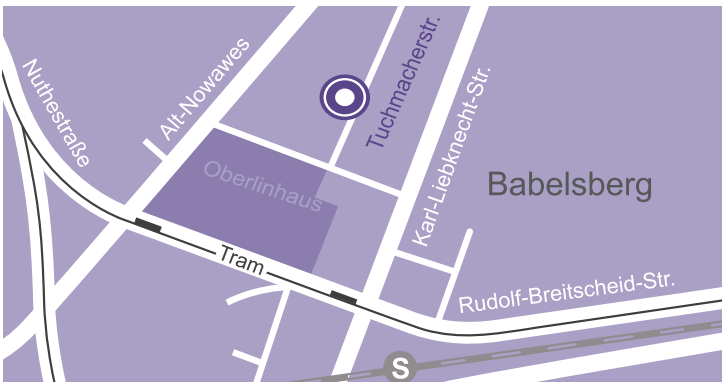 Nuthestraße
Alt-Nowawes
Tuchmacherstr.
Karl-Liebknecht-Str.
Oberlinhaus
Babelsberg
Tram
Rudolf-Breitscheid-Str.
S